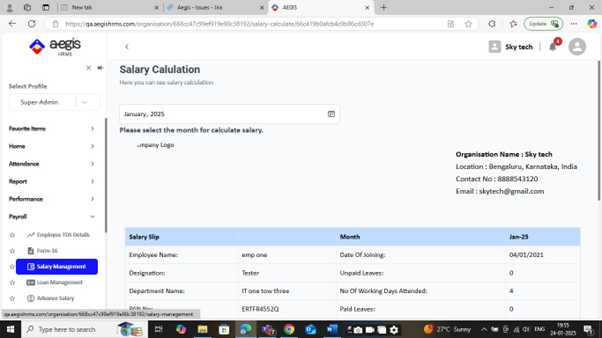 New tab
Aegis - Issues - Jira
AEGIS
https://qa.aegishrms.com/organisation/668cc47c99ef919e90c38192/salary-calculate/66c419b0afcb4c0b86cd307e
Update
aegis
HRMS
Sky tech
4
Select Profile
Super-Admin
Favorite Items
Home
Attendance
Report
Performance
Payroll
Employee TDS Details
Form-16
Salary Management
Loan Management
Advance Salary
Salary Calulation
Here you can see salary calculation
January, 2025
Please select the month for calculate salary.
mpany Logo
Organisation Name : Sky tech
Location : Bengaluru, Karnataka, India
Contact No : 8888543120
Email : skytech@gmail.com
Salary Slip Month Jan-25
Employee Name: emp one Date Of Joining: 04/01/2021
Designation: Tester Unpaid Leaves: 0
Department Name: IT one tow three No Of Working Days Attended: 4
PAN No: ERTFR4552Q Paid Leaves: 0
qa.aegishrms.com/organisation/668cc47c99ef919e90c38192/salary-management
Type here to search
27°C Sunny
ENG
19:55
24-01-2025